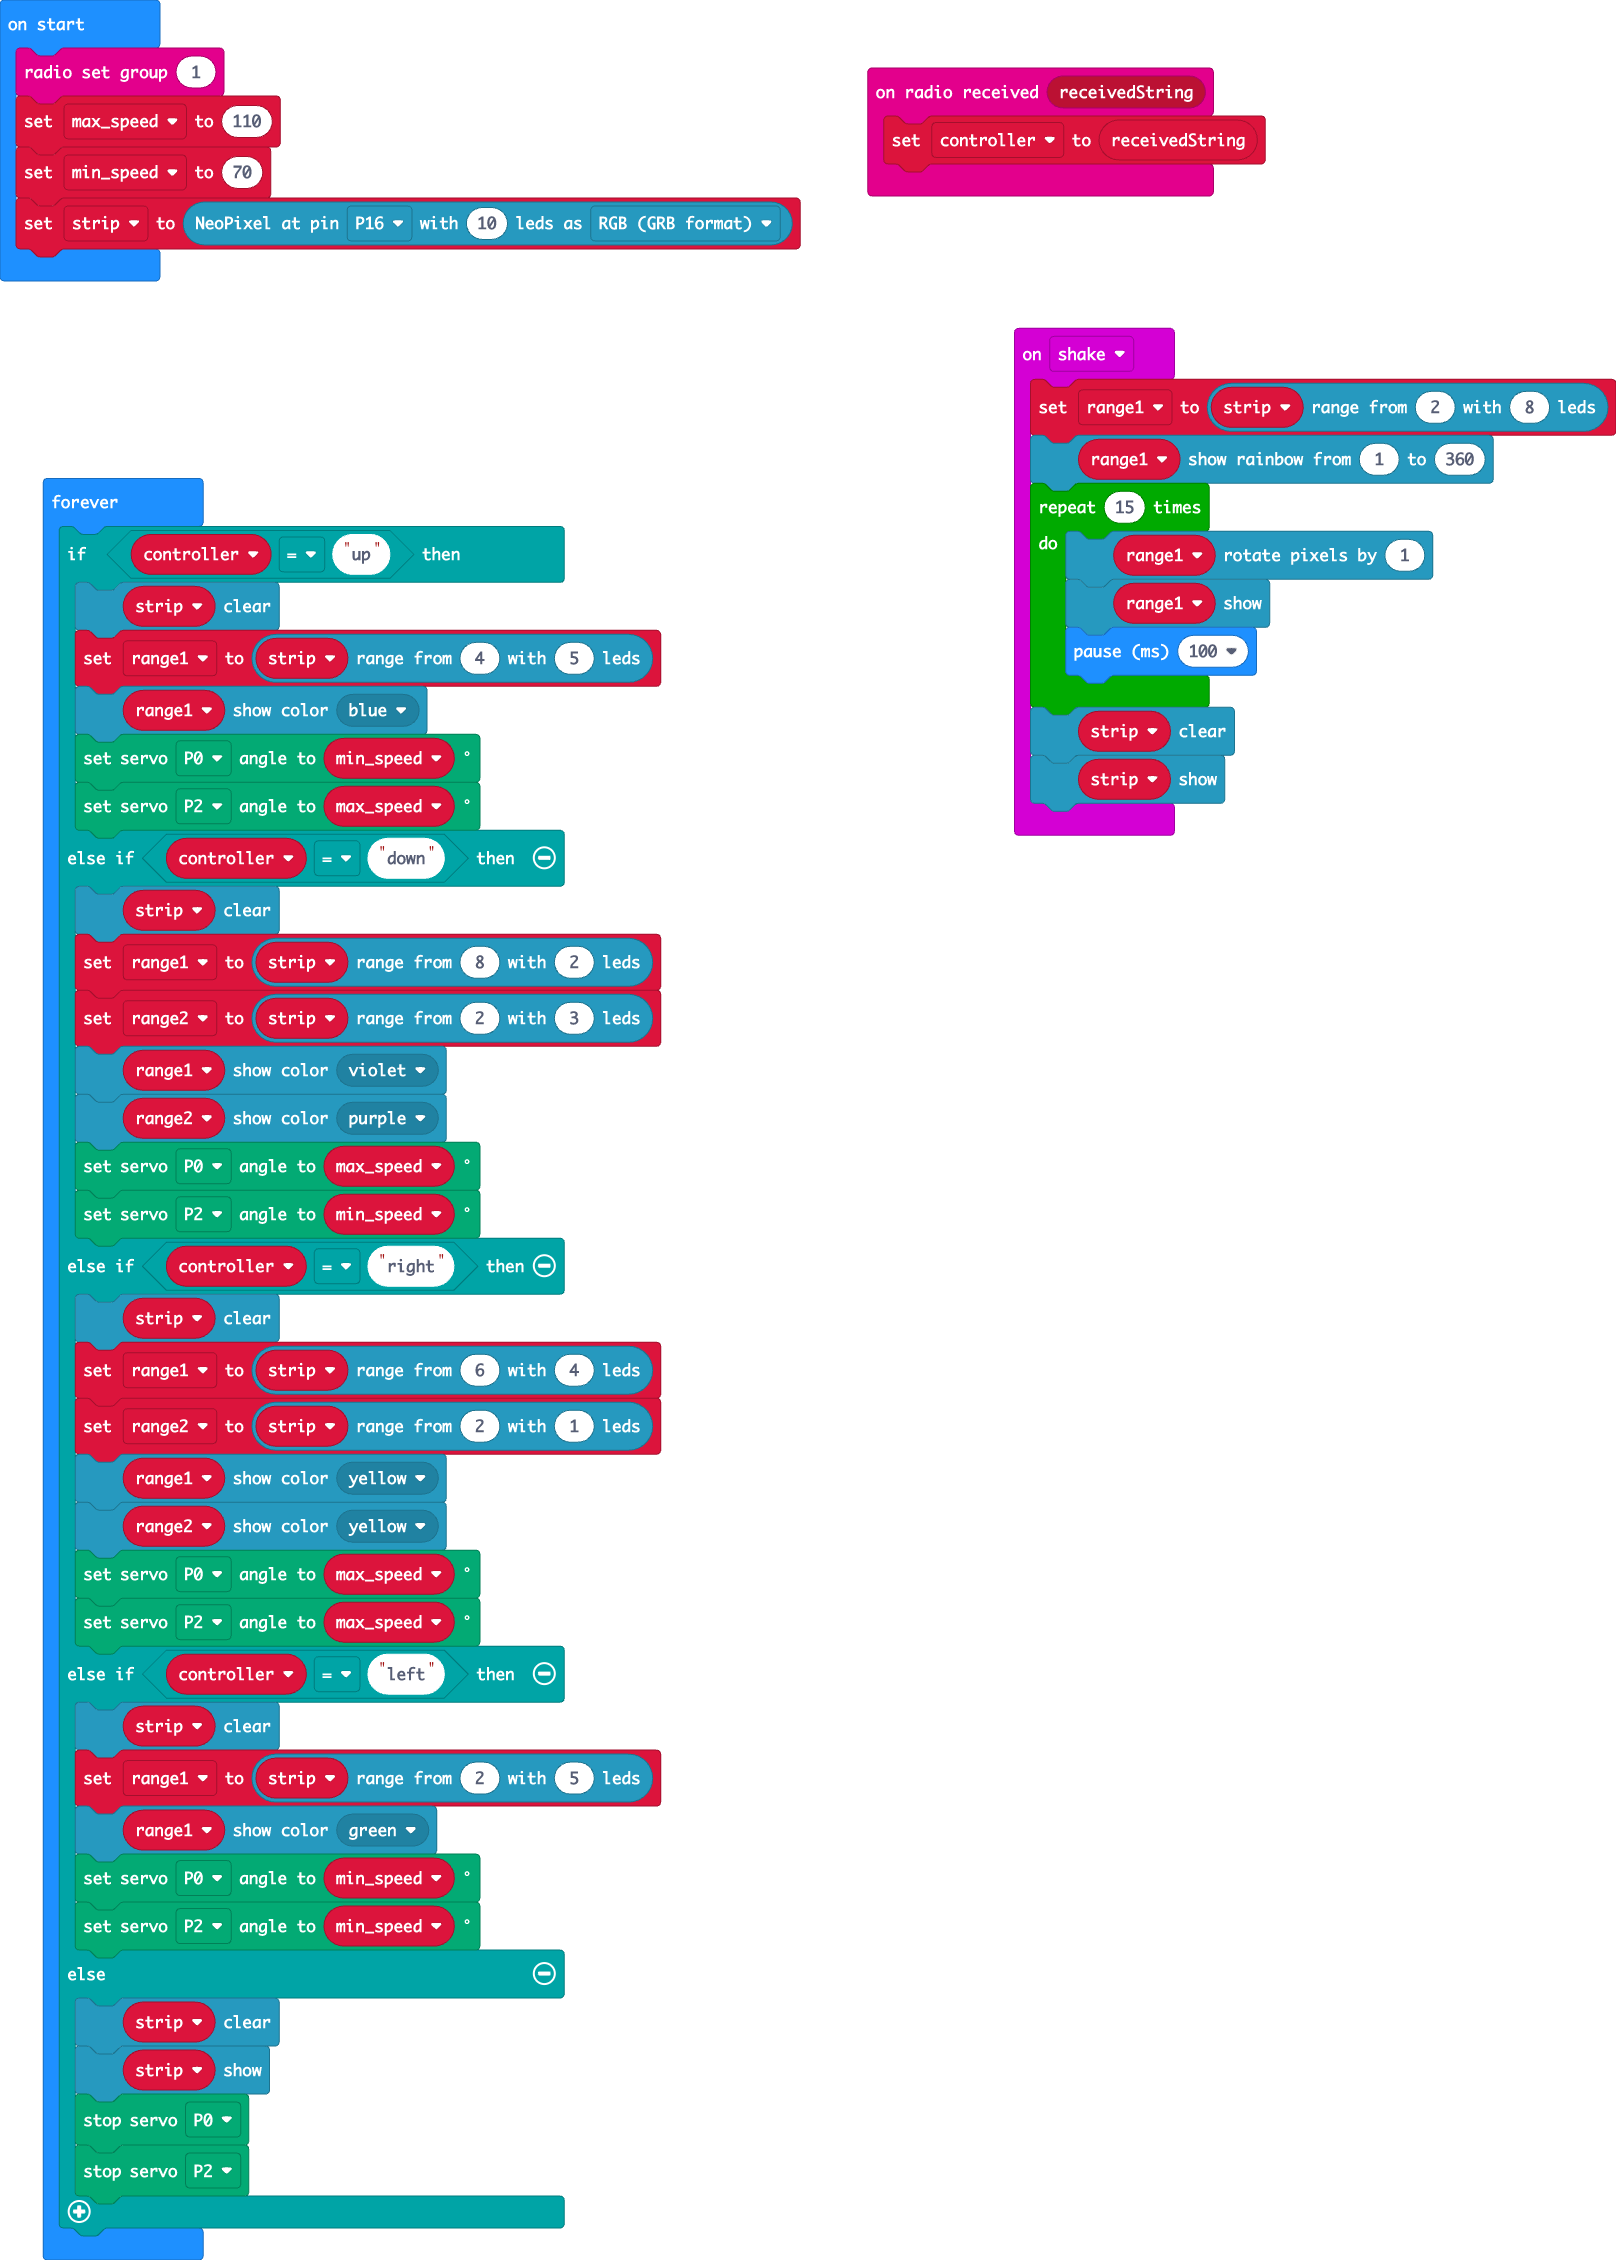 on start
radio set group 1
set max_speed to 110
set min_speed to 70
set strip to NeoPixel at pin P16 with 10 leds as RGB (GRB format)
on radio received receivedString
set controller to receivedString
on shake
set range1 to strip range from 2 with 8 leds
range1 show rainbow from 1 to 360
repeat 15 times
do range1 rotate pixels by 1
range1 show
pause (ms) 100
strip clear
strip show
forever
if controller = "up" then
strip clear
set range1 to strip range from 4 with 5 leds
range1 show color blue
set servo P0 angle to min_speed °
set servo P2 angle to max_speed °
else if controller = "down" then
strip clear
set range1 to strip range from 8 with 2 leds
set range2 to strip range from 2 with 3 leds
range1 show color violet
range2 show color purple
set servo P0 angle to max_speed °
set servo P2 angle to min_speed °
else if controller = "right" then
strip clear
set range1 to strip range from 6 with 4 leds
set range2 to strip range from 2 with 1 leds
range1 show color yellow
range2 show color yellow
set servo P0 angle to max_speed °
set servo P2 angle to max_speed °
else if controller = "left" then
strip clear
set range1 to strip range from 2 with 5 leds
range1 show color green
set servo P0 angle to min_speed °
set servo P2 angle to min_speed °
else
strip clear
strip show
stop servo P0
stop servo P2